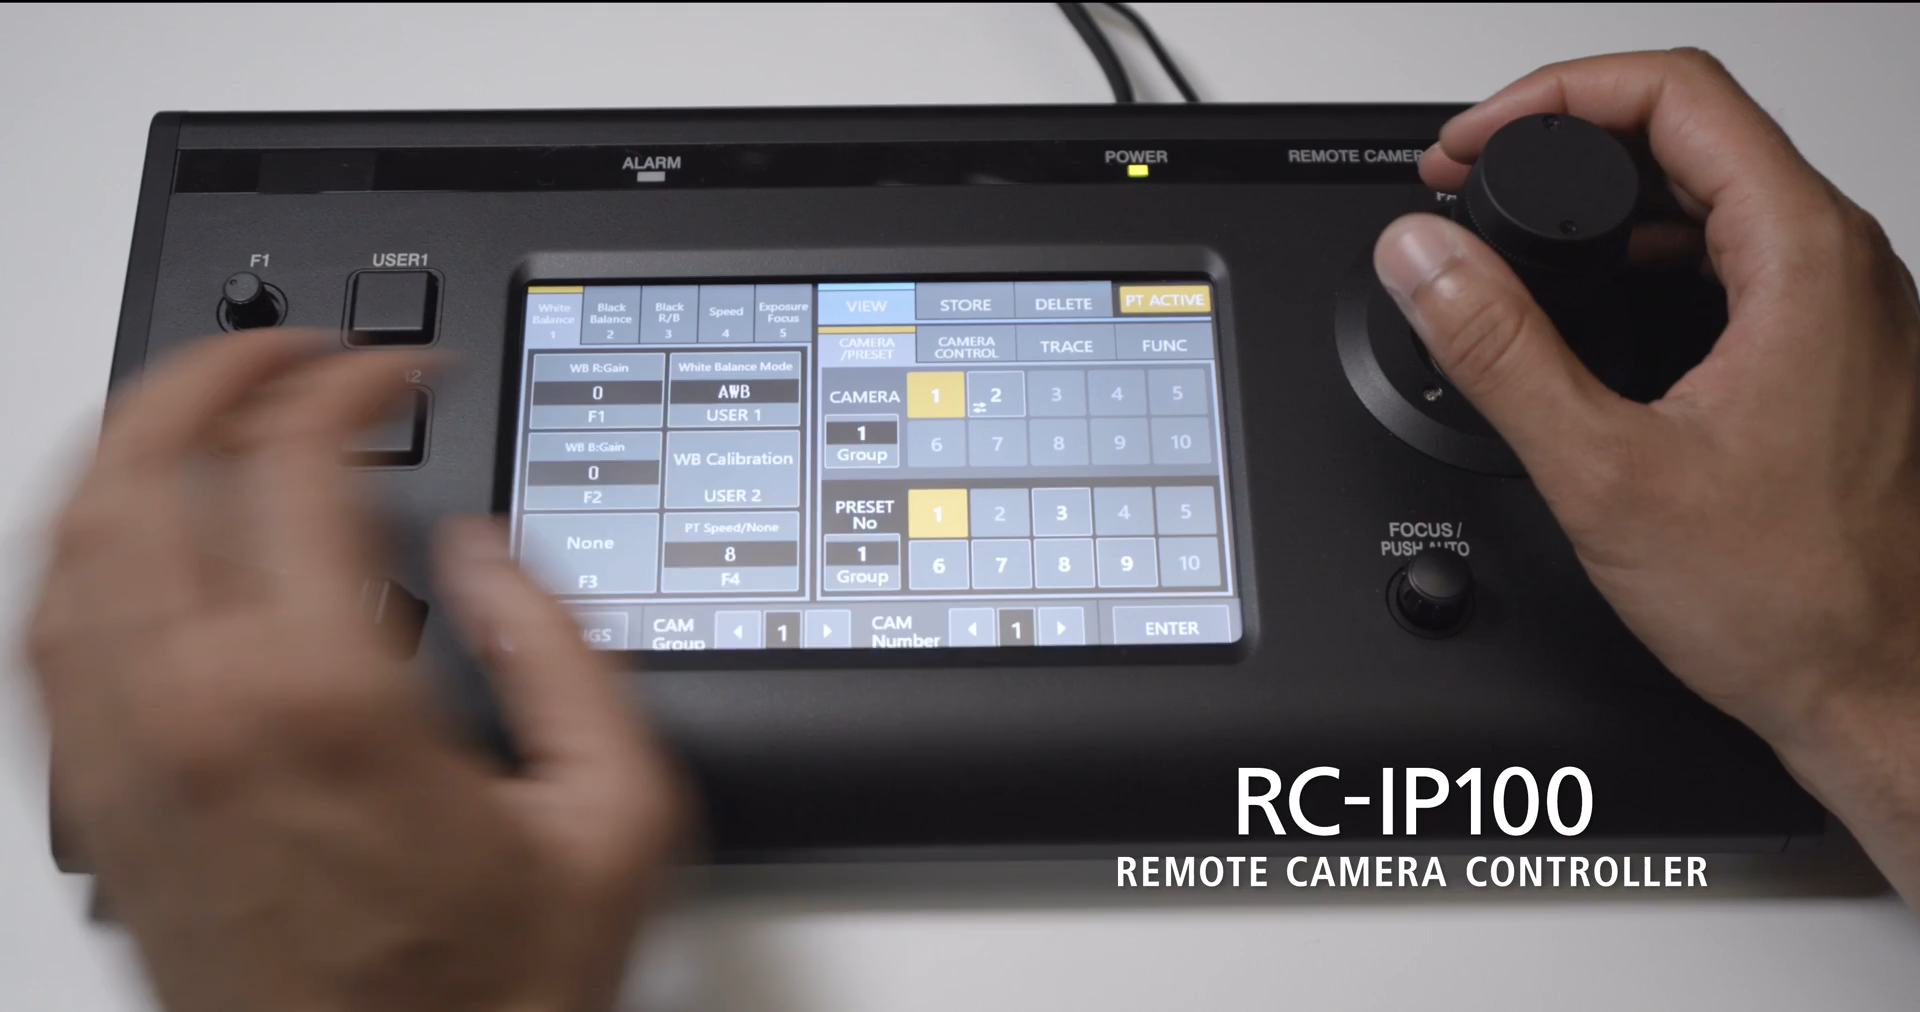 ALARM
POWER
REMOTE CAMERA
F1
USER1
White
Balance
1
Black
Balance
2
Black
R/B
3
Speed
4
Exposure
Focus
5
WB R:Gain
0
F1
White Balance Mode
AWB
USER 1
WB B:Gain
0
F2
WB Calibration
USER 2
None
F3
PT Speed/None
8
F4
VIEW
STORE
DELETE
PT ACTIVE
CAMERA
/PRESET
CAMERA
CONTROL
TRACE
FUNC
CAMERA
1 2 3 4 5
1
Group
6 7 8 9 10
PRESET
No
1 2 3 4 5
1
Group
6 7 8 9 10
CAM
Group
1
CAM
Number
1
ENTER
FOCUS /
PUSH AUTO
RC-IP100
REMOTE CAMERA CONTROLLER